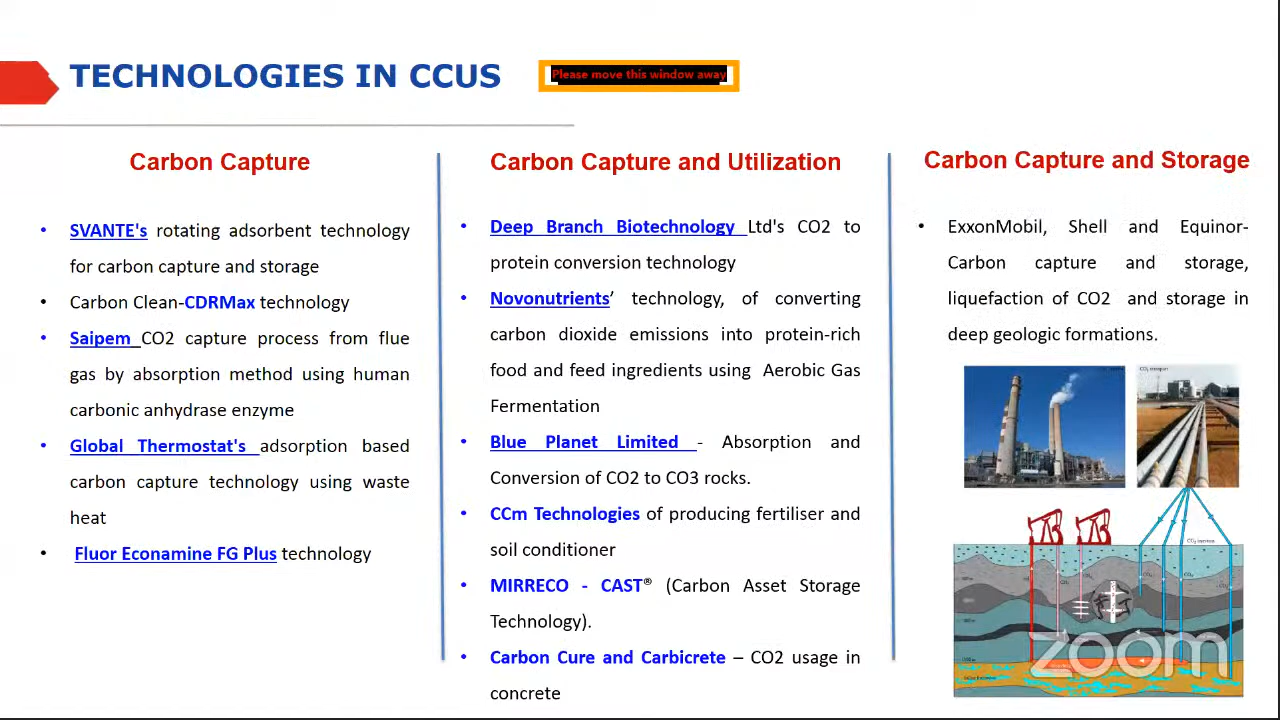 TECHNOLOGIES IN CCUS
Please move this window away
Carbon Capture
• SVANTE's rotating adsorbent technology
for carbon capture and storage
• Carbon Clean-CDRMax technology
• Saipem CO2 capture process from flue
gas by absorption method using human
carbonic anhydrase enzyme
• Global Thermostat's adsorption based
carbon capture technology using waste
heat
• Fluor Econamine FG Plus technology
Carbon Capture and Utilization
• Deep Branch Biotechnology Ltd's CO2 to
protein conversion technology
• Novonutrients’ technology, of converting
carbon dioxide emissions into protein-rich
food and feed ingredients using Aerobic Gas
Fermentation
• Blue Planet Limited - Absorption and
Conversion of CO2 to CO3 rocks.
• CCm Technologies of producing fertiliser and
soil conditioner
• MIRRECO - CAST® (Carbon Asset Storage
Technology).
• Carbon Cure and Carbicrete – CO2 usage in
concrete
Carbon Capture and Storage
• ExxonMobil, Shell and Equinor-
Carbon capture and storage,
liquefaction of CO2 and storage in
deep geologic formations.
zoom